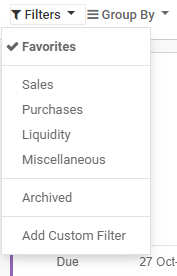 Filters Group By
Favorites
Sales
Purchases
Liquidity
Miscellaneous
Archived
Add Custom Filter
Due 27 Oct-